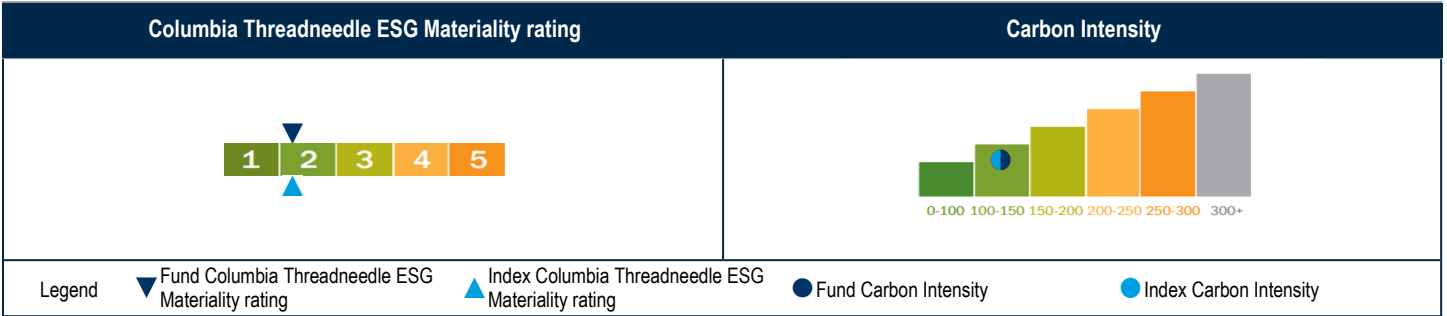 Columbia Threadneedle ESG Materiality rating
Carbon Intensity
1 2 3 4 5
0-100 100-150 150-200 200-250 250-300 300+
Legend
Fund Columbia Threadneedle ESG
Materiality rating
Index Columbia Threadneedle ESG
Materiality rating
Fund Carbon Intensity
Index Carbon Intensity